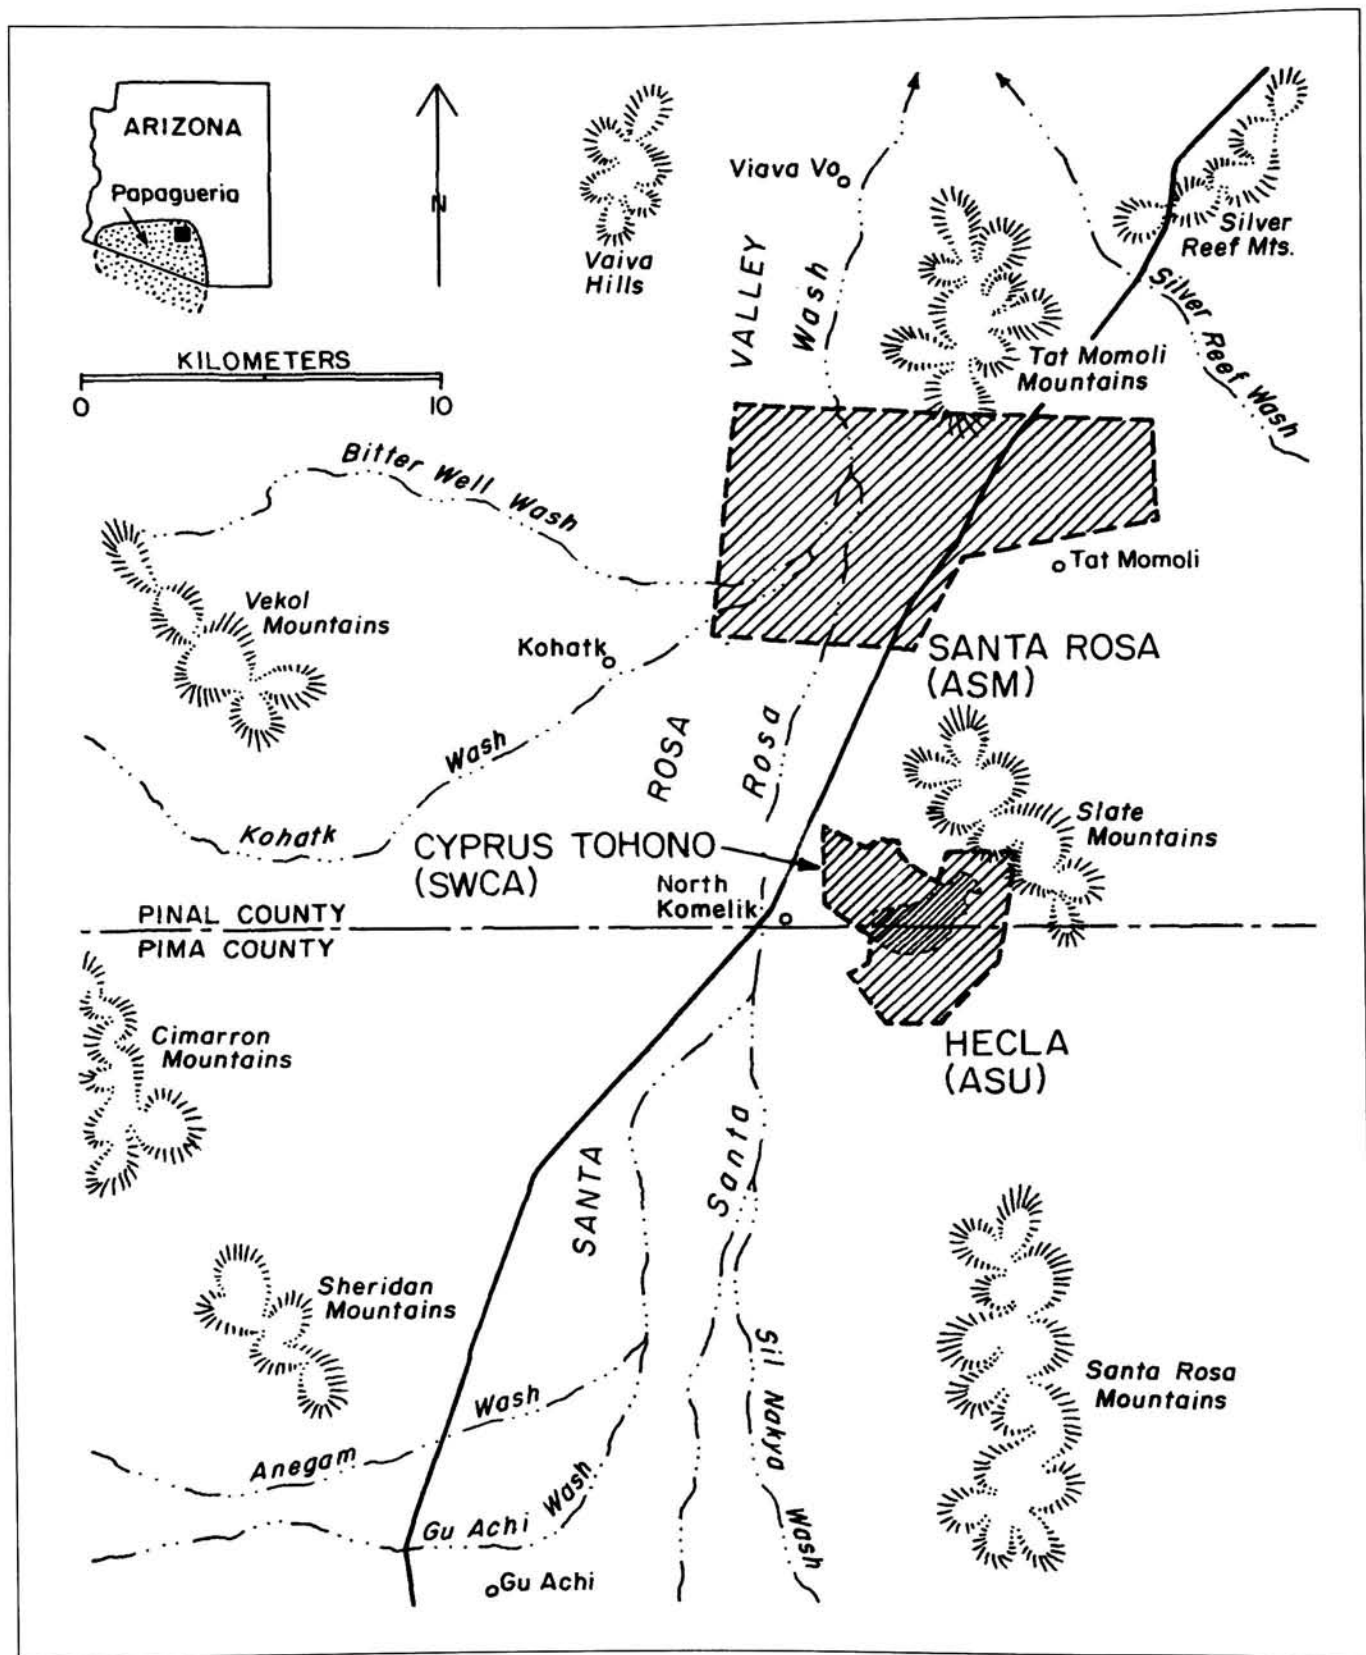 ARIZONA
Papagueria
N
KILOMETERS
0 10
Vaiva
Hills
Viava Vo
VALLEY
Wash
Silver
Reef Mts.
Silver Reef Wash
Tat Momoli
Mountains
Bitter Well Wash
Tat Momoli
Vekol
Mountains
Kohatk
SANTA ROSA
(ASM)
Wash
ROSA
Rosa
Kohatk
Slate
Mountains
CYPRUS TOHONO
(SWCA)
North
Komelik
PINAL COUNTY
PIMA COUNTY
Cimarron
Mountains
HECLA
(ASU)
SANTA
Santa
Sheridan
Mountains
Sil Nakya Wash
Santa Rosa
Mountains
Anegam Wash
Gu Achi Wash
Gu Achi